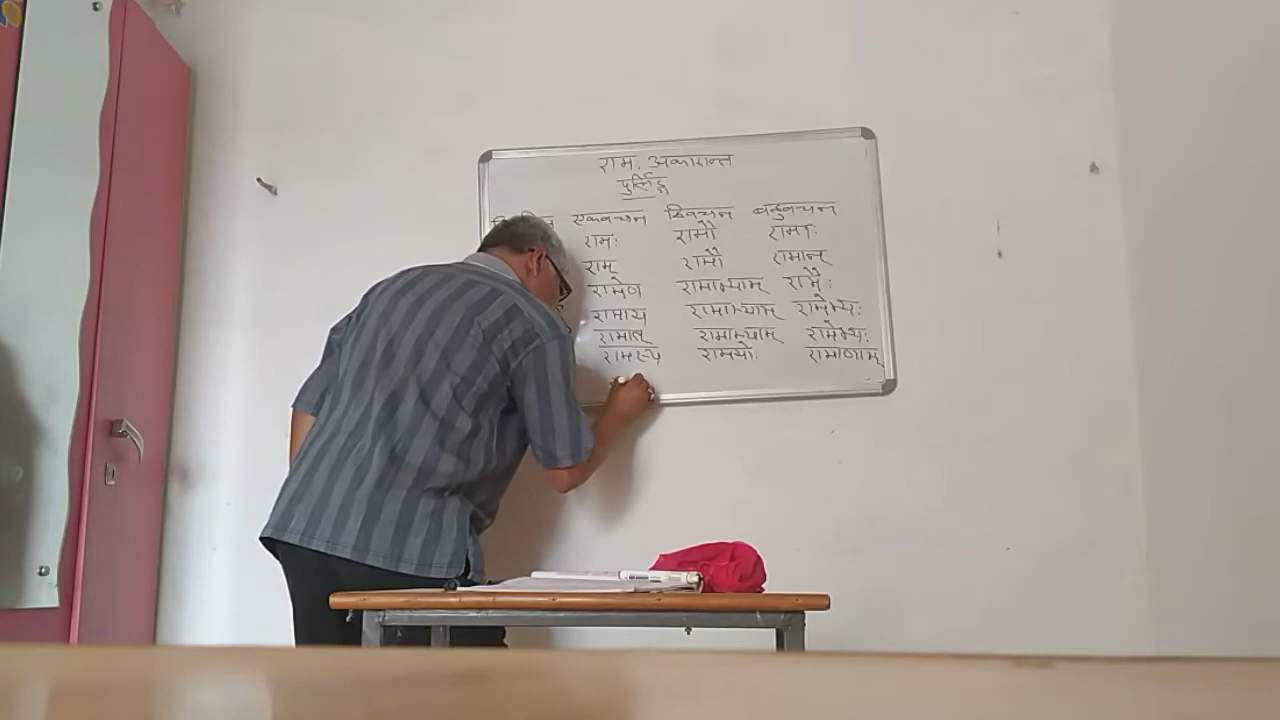 राम, अकारान्त
पुल्लिङ्ग
एकवचन द्विवचन बहुवचन
रामः रामौ रामाः
राम् रामौ रामान्
रामेण रामाभ्याम् रामैः
रामाय रामाभ्याम् रामेभ्यः
रामात् रामाभ्याम् रामेभ्यः
रामस्य रामयोः रामाणाम्